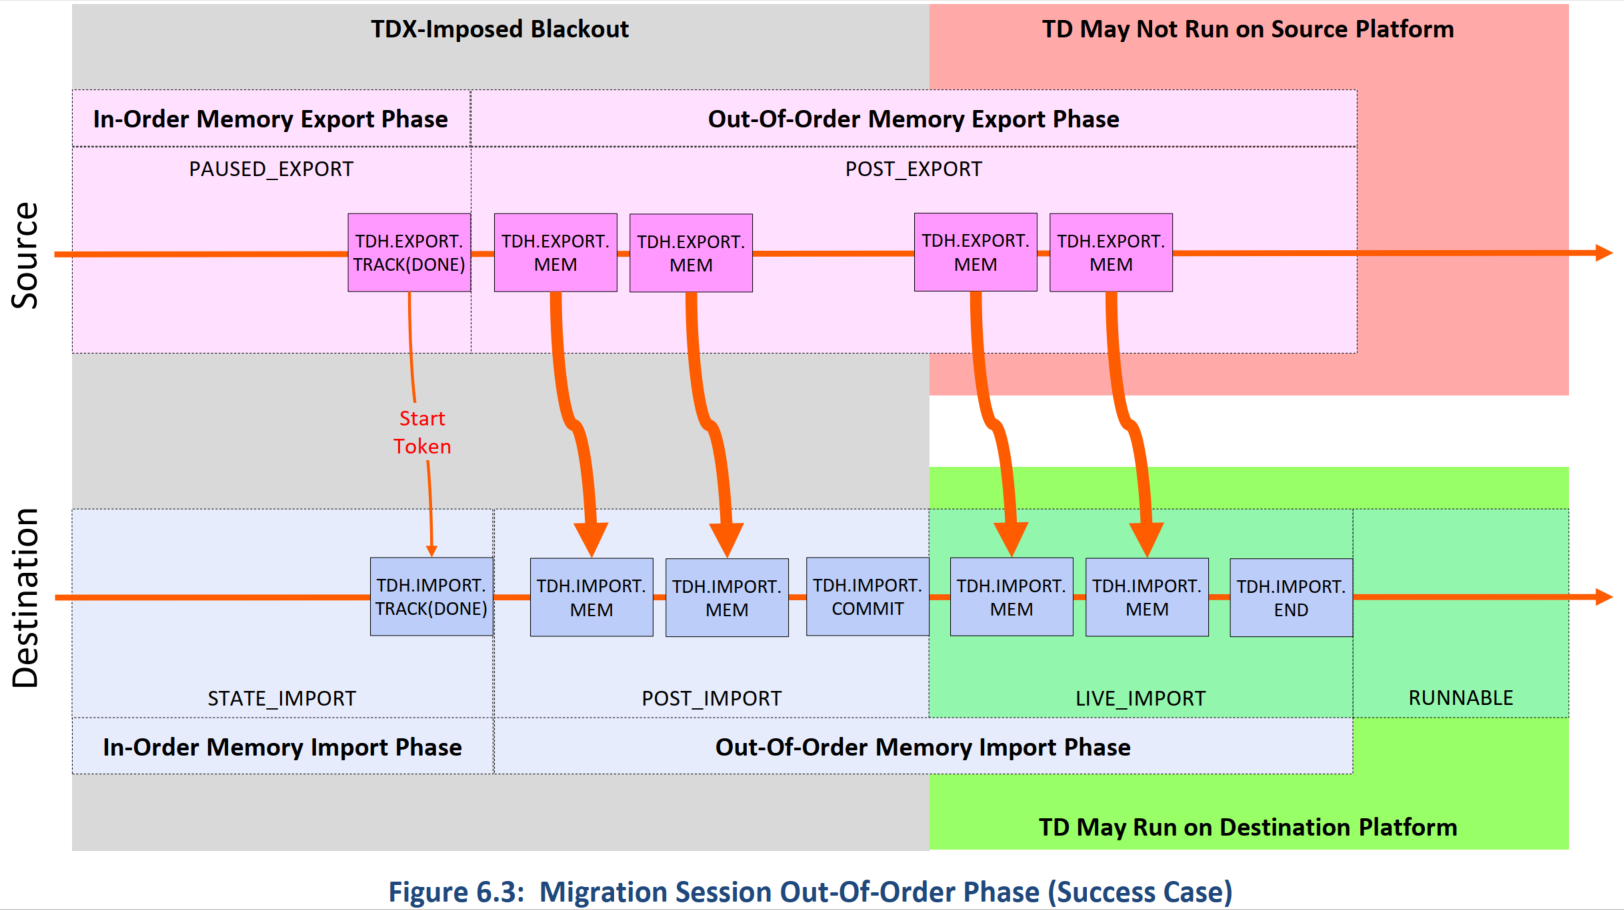 TDX-Imposed Blackout
TD May Not Run on Source Platform
In-Order Memory Export Phase
Out-Of-Order Memory Export Phase
PAUSED_EXPORT
POST_EXPORT
Source
TDH.EXPORT.
TRACK(DONE)
TDH.EXPORT.
MEM
TDH.EXPORT.
MEM
TDH.EXPORT.
MEM
TDH.EXPORT.
MEM
Start
Token
Destination
TDH.IMPORT.
TRACK(DONE)
TDH.IMPORT.
MEM
TDH.IMPORT.
MEM
TDH.IMPORT.
COMMIT
TDH.IMPORT.
MEM
TDH.IMPORT.
MEM
TDH.IMPORT.
END
STATE_IMPORT
POST_IMPORT
LIVE_IMPORT
RUNNABLE
In-Order Memory Import Phase
Out-Of-Order Memory Import Phase
TD May Run on Destination Platform
Figure 6.3: Migration Session Out-Of-Order Phase (Success Case)